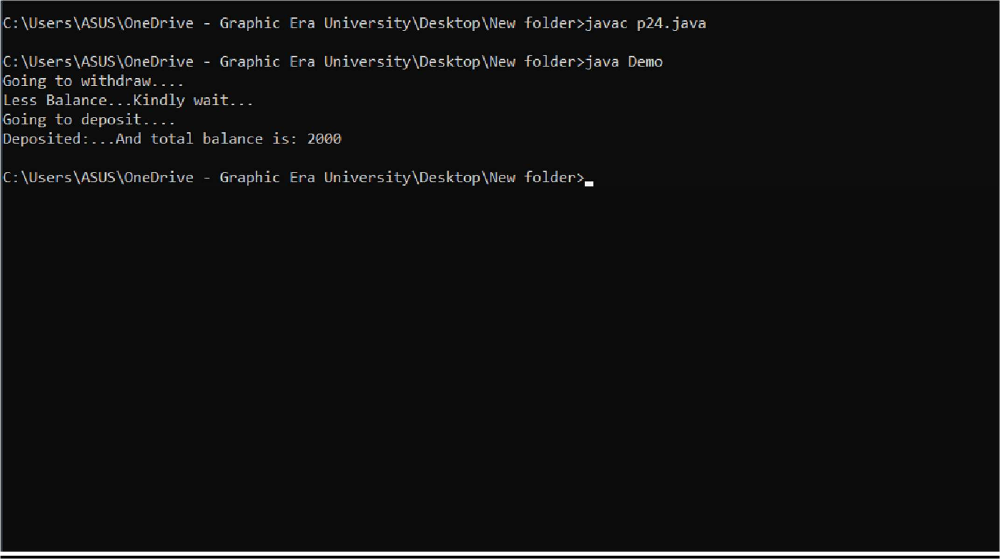 C:\Users\ASUS\OneDrive - Graphic Era University\Desktop\New folder>javac p24.java
C:\Users\ASUS\OneDrive - Graphic Era University\Desktop\New folder>java Demo
Going to withdraw....
Less Balance...Kindly wait...
Going to deposit....
Deposited:...And total balance is: 2000
C:\Users\ASUS\OneDrive - Graphic Era University\Desktop\New folder>